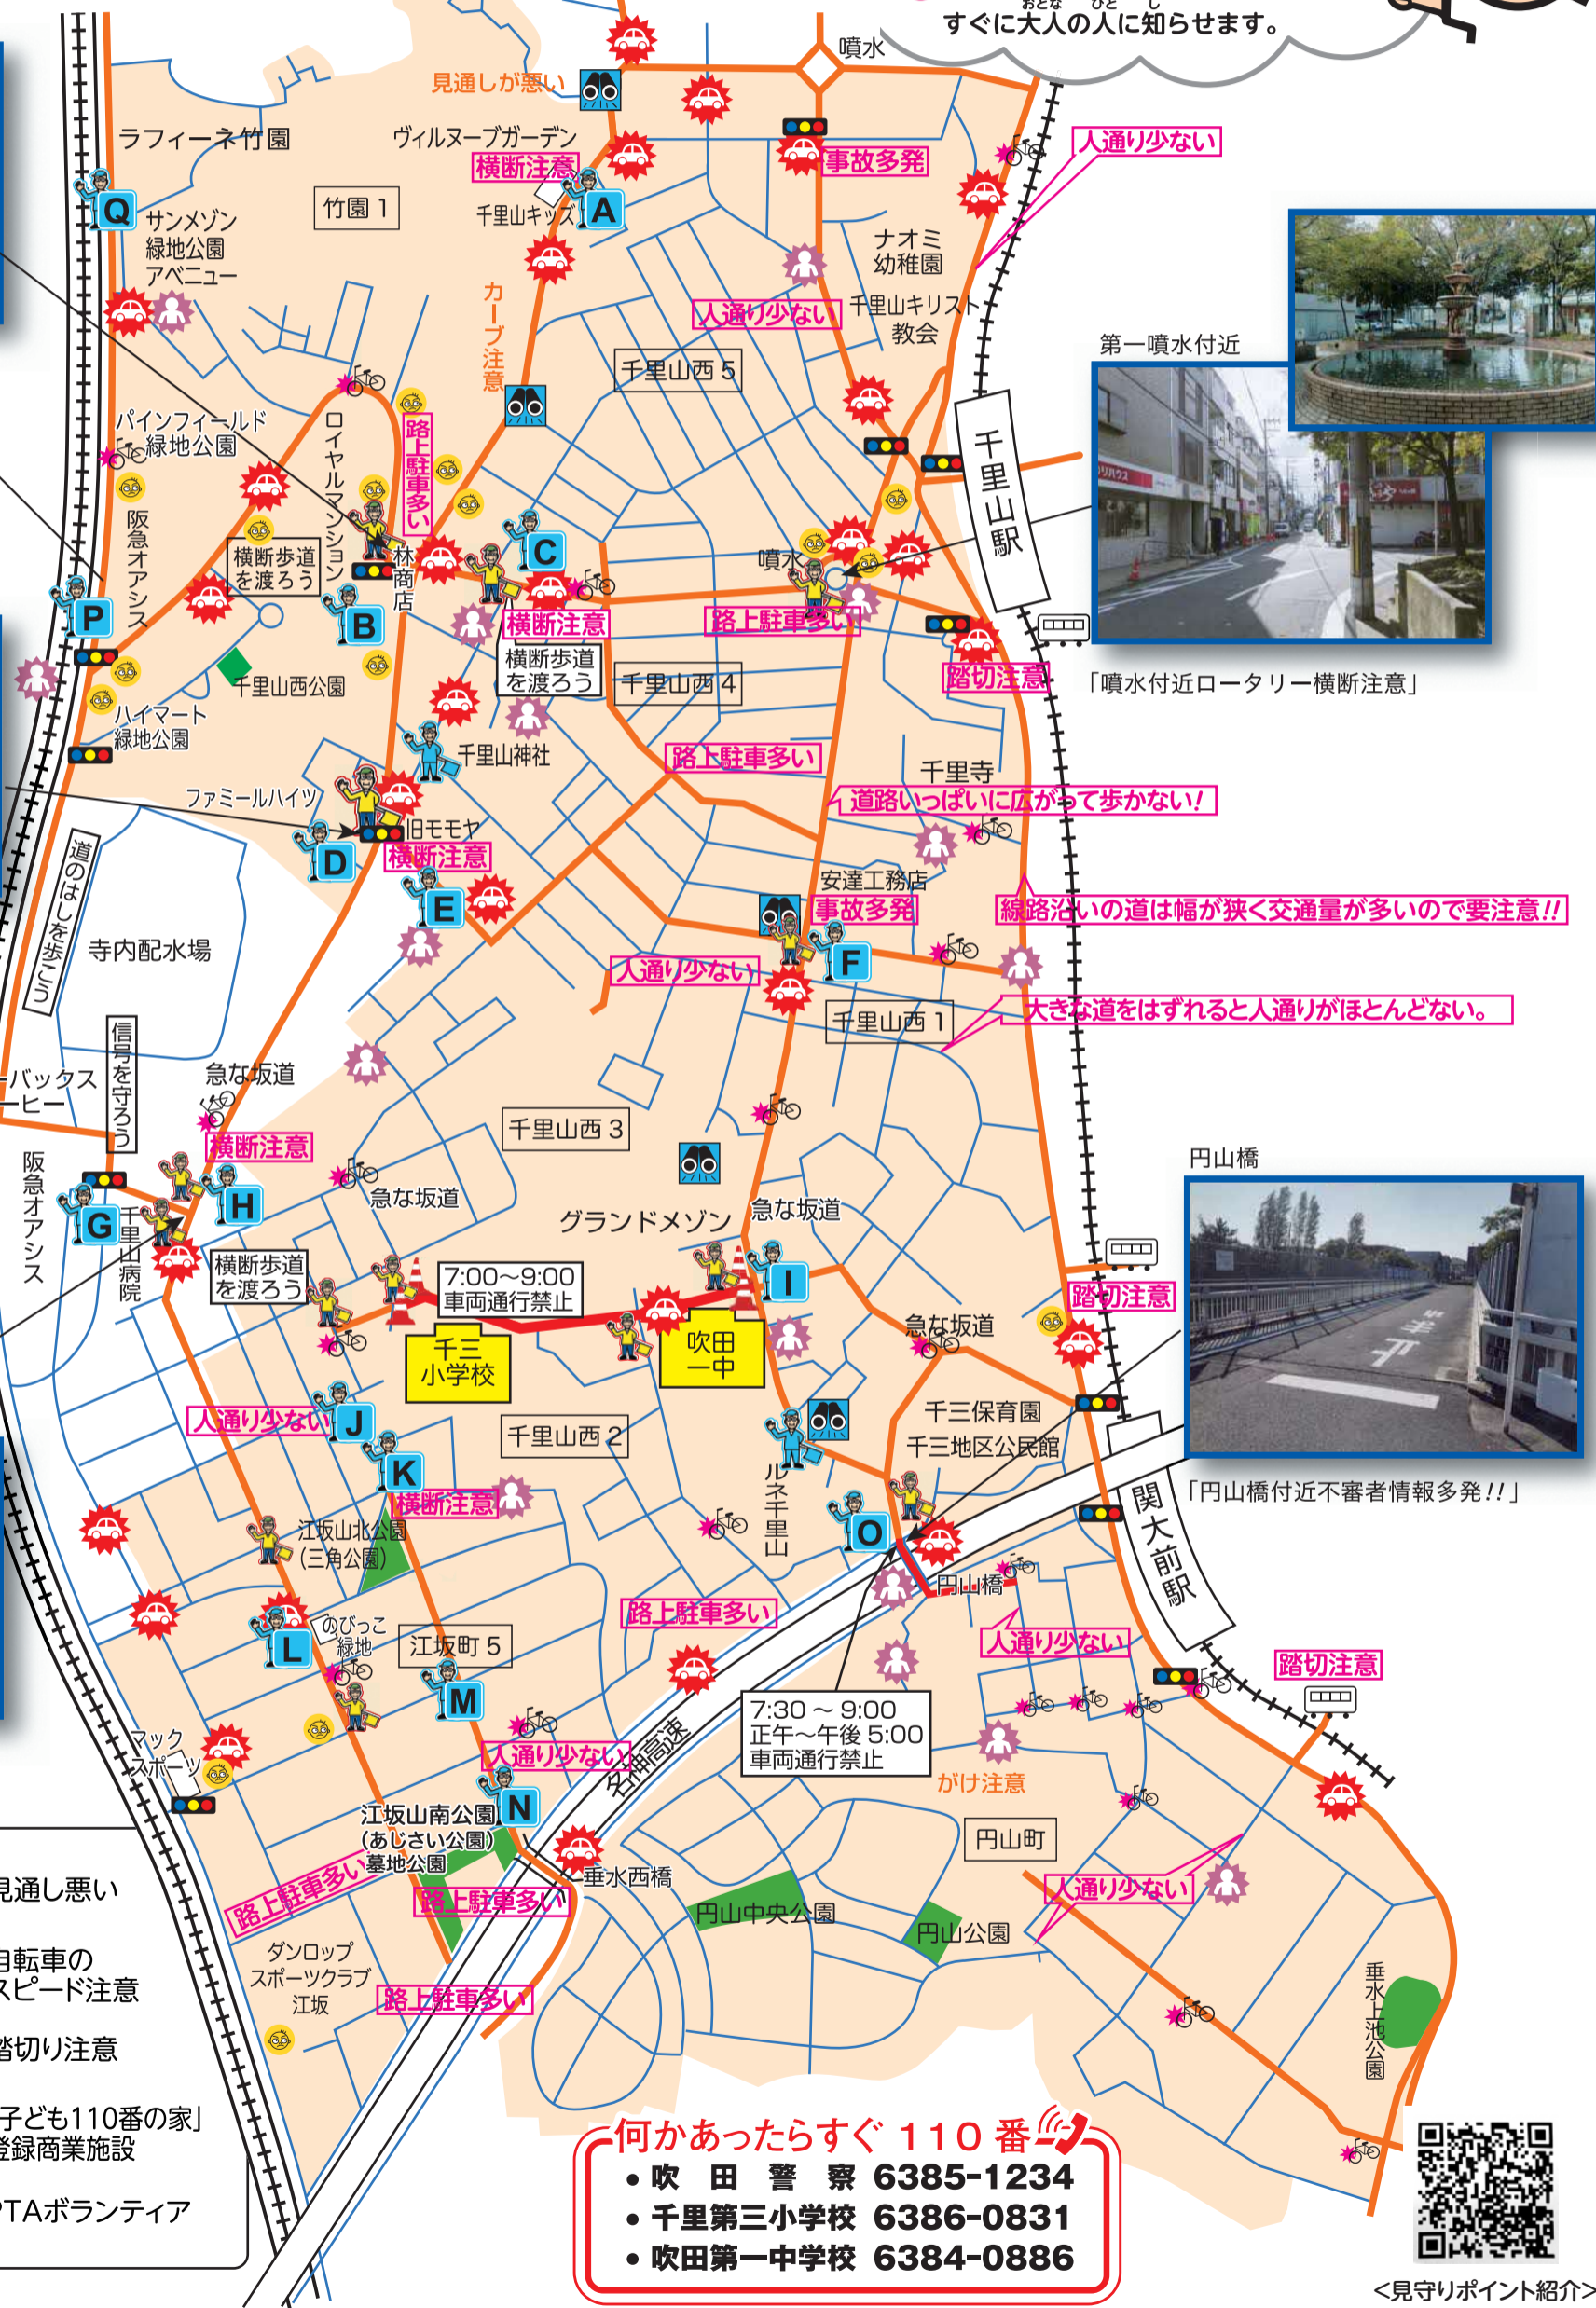 おとな ひと し
すぐに大人の人に知らせます。
噴水
見通しが悪い
ラフィーネ竹園
ヴィルヌーブガーデン
横断注意
事故多発
人通り少ない
Q
竹園1
千里山キッズ
A
サンメゾン
緑地公園
アベニュー
ナオミ
幼稚園
カーブ注意
人通り少ない
千里山キリスト
教会
第一噴水付近
千里山西5
パインフィールド
緑地公園
ロイヤルマンション
路上駐車多い
千里山駅
阪急オアシス
横断歩道
を渡ろう
林商店
C
噴水
P
B
横断注意
路上駐車多い
横断歩道
を渡ろう
千里山西4
踏切注意
「噴水付近ロータリー横断注意」
千里山西公園
ハイマート
緑地公園
千里山神社
路上駐車多い
千里寺
ファミールハイツ
道路いっぱいに広がって歩かない!
旧モモヤ
D
横断注意
道のはしを歩こう
安達工務店
E
事故多発
線路沿いの道は幅が狭く交通量が多いので要注意!!
寺内配水場
F
人通り少ない
千里山西1
大きな道をはずれると人通りがほとんどない。
信号を守ろう
ーバックス
ーヒー
急な坂道
千里山西3
横断注意
阪急オアシス
円山橋
急な坂道
H
G
千里山病院
グランドメゾン
急な坂道
横断歩道
を渡ろう
7:00〜9:00
車両通行禁止
I
踏切注意
千三
小学校
吹田
一中
急な坂道
人通り少ない
J
千里山西2
千三保育園
千三地区公民館
K
横断注意
ルネ千里山
「円山橋付近不審者情報多発!!」
関大前駅
O
江坂山北公園
(三角公園)
円山橋
のびっこ
緑地
L
江坂町5
路上駐車多い
人通り少ない
踏切注意
M
7:30〜9:00
正午〜午後5:00
車両通行禁止
マック
スポーツ
人通り少ない
名神高速
がけ注意
N
江坂山南公園
(あじさい公園)
墓地公園
円山町
垂水西橋
人通り少ない
見通し悪い
路上駐車多い
路上駐車多い
円山中央公園
円山公園
自転車の
スピード注意
ダンロップ
スポーツクラブ
江坂
路上駐車多い
垂水上池公園
踏切り注意
子ども110番の家」
登録商業施設
PTAボランティア
何かあったらすぐ110番
・吹田警察 6385-1234
・千里第三小学校 6386-0831
・吹田第一中学校 6384-0886
<見守りポイント紹介>